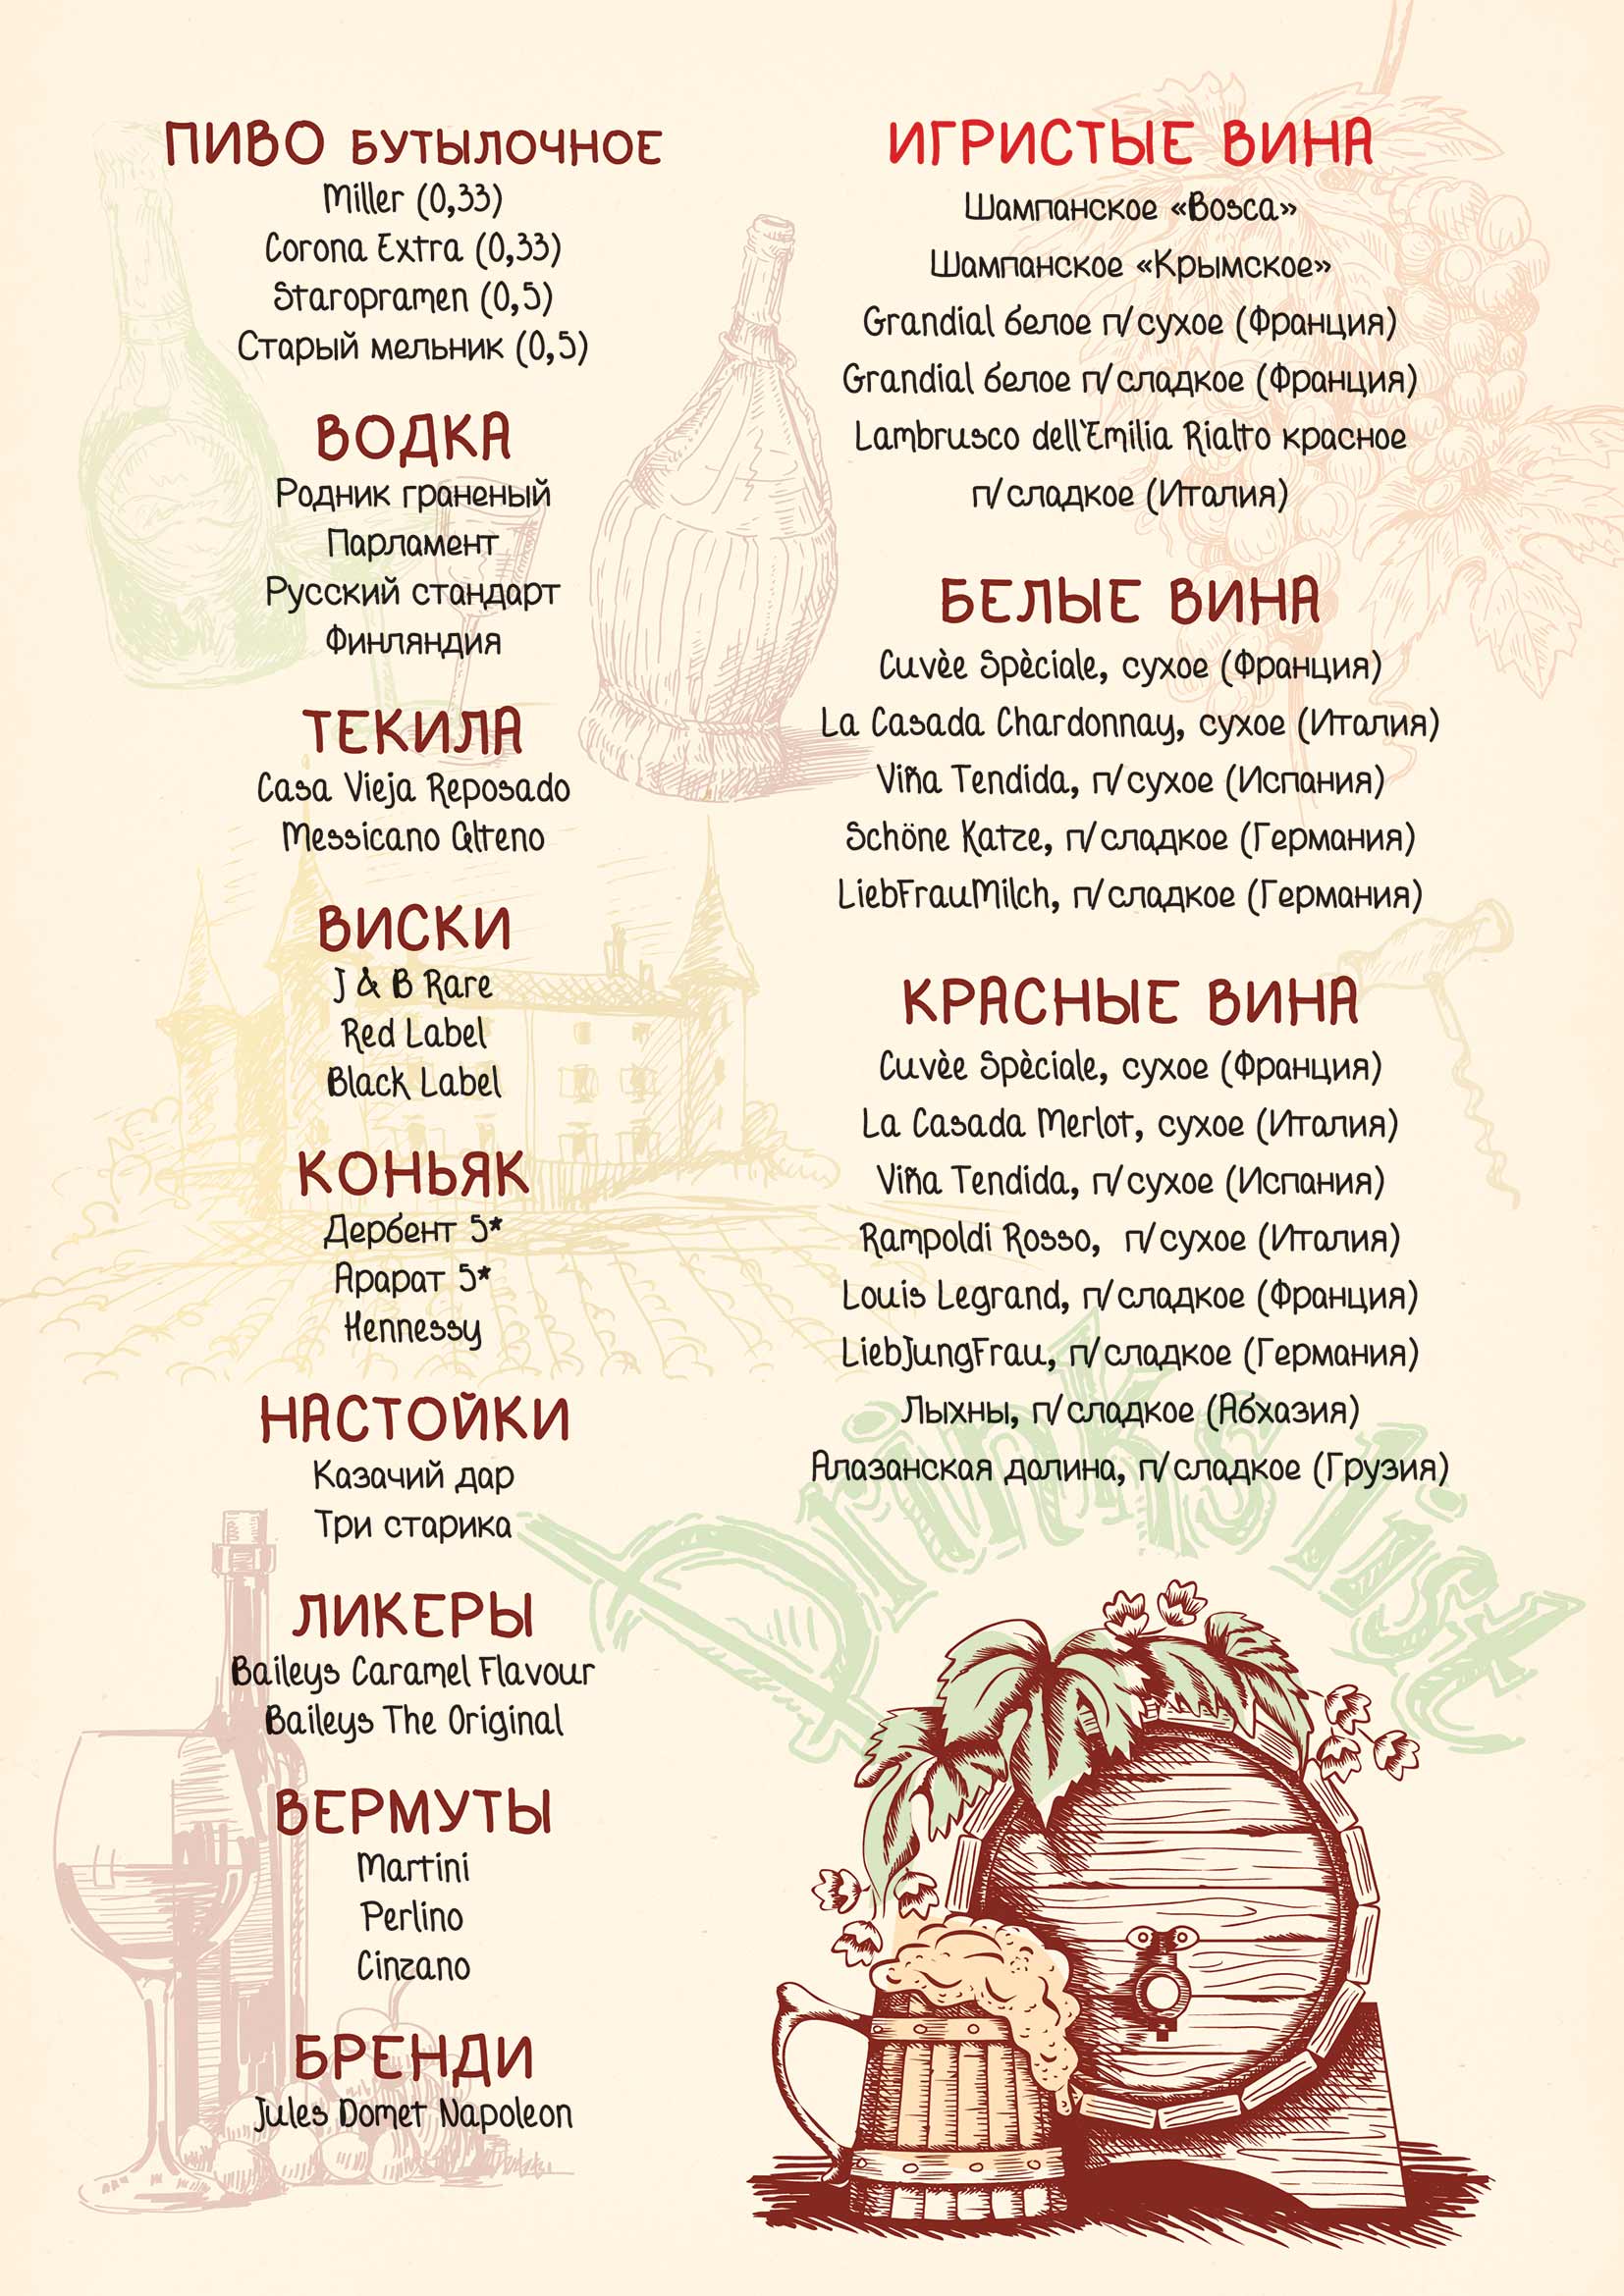 ПИВО БУТЫЛОЧНОЕ
Miller (0,33)
Corona Extra (0,33)
Staropramen (0,5)
Старый мельник (0,5)
ВОДКА
Родник граненый
Парламент
Русский стандарт
Финляндия
ТЕКИЛА
Casa Vieja Reposado
Messicano Alteno
ВИСКИ
J & B Rare
Red Label
Black Label
КОНЬЯК
Дербент 5*
Арарат 5*
Hennessy
НАСТОЙКИ
Казачий дар
Три старика
ЛИКЕРЫ
Baileys Caramel Flavour
Baileys The Original
ВЕРМУТЫ
Martini
Perlino
Cinzano
БРЕНДИ
Jules Domet Napoleon
ИГРИСТЫЕ ВИНА
Шампанское «Bosca»
Шампанское «Крымское»
Grandial белое п/сухое (Франция)
Grandial белое п/сладкое (Франция)
Lambrusco dell'Emilia Rialto красное
п/сладкое (Италия)
БЕЛЫЕ ВИНА
Cuvèe Spèciale, сухое (Франция)
La Casada Chardonnay, сухое (Италия)
Viña Tendida, п/сухое (Испания)
Schöne Katze, п/сладкое (Германия)
LiebFrauMilch, п/сладкое (Германия)
КРАСНЫЕ ВИНА
Cuvèe Spèciale, сухое (Франция)
La Casada Merlot, сухое (Италия)
Viña Tendida, п/сухое (Испания)
Rampoldi Rosso, п/сухое (Италия)
Louis Legrand, п/сладкое (Франция)
LiebJungFrau, п/сладкое (Германия)
Лыхны, п/сладкое (Абхазия)
Алазанская долина, п/сладкое (Грузия)
Drinks list